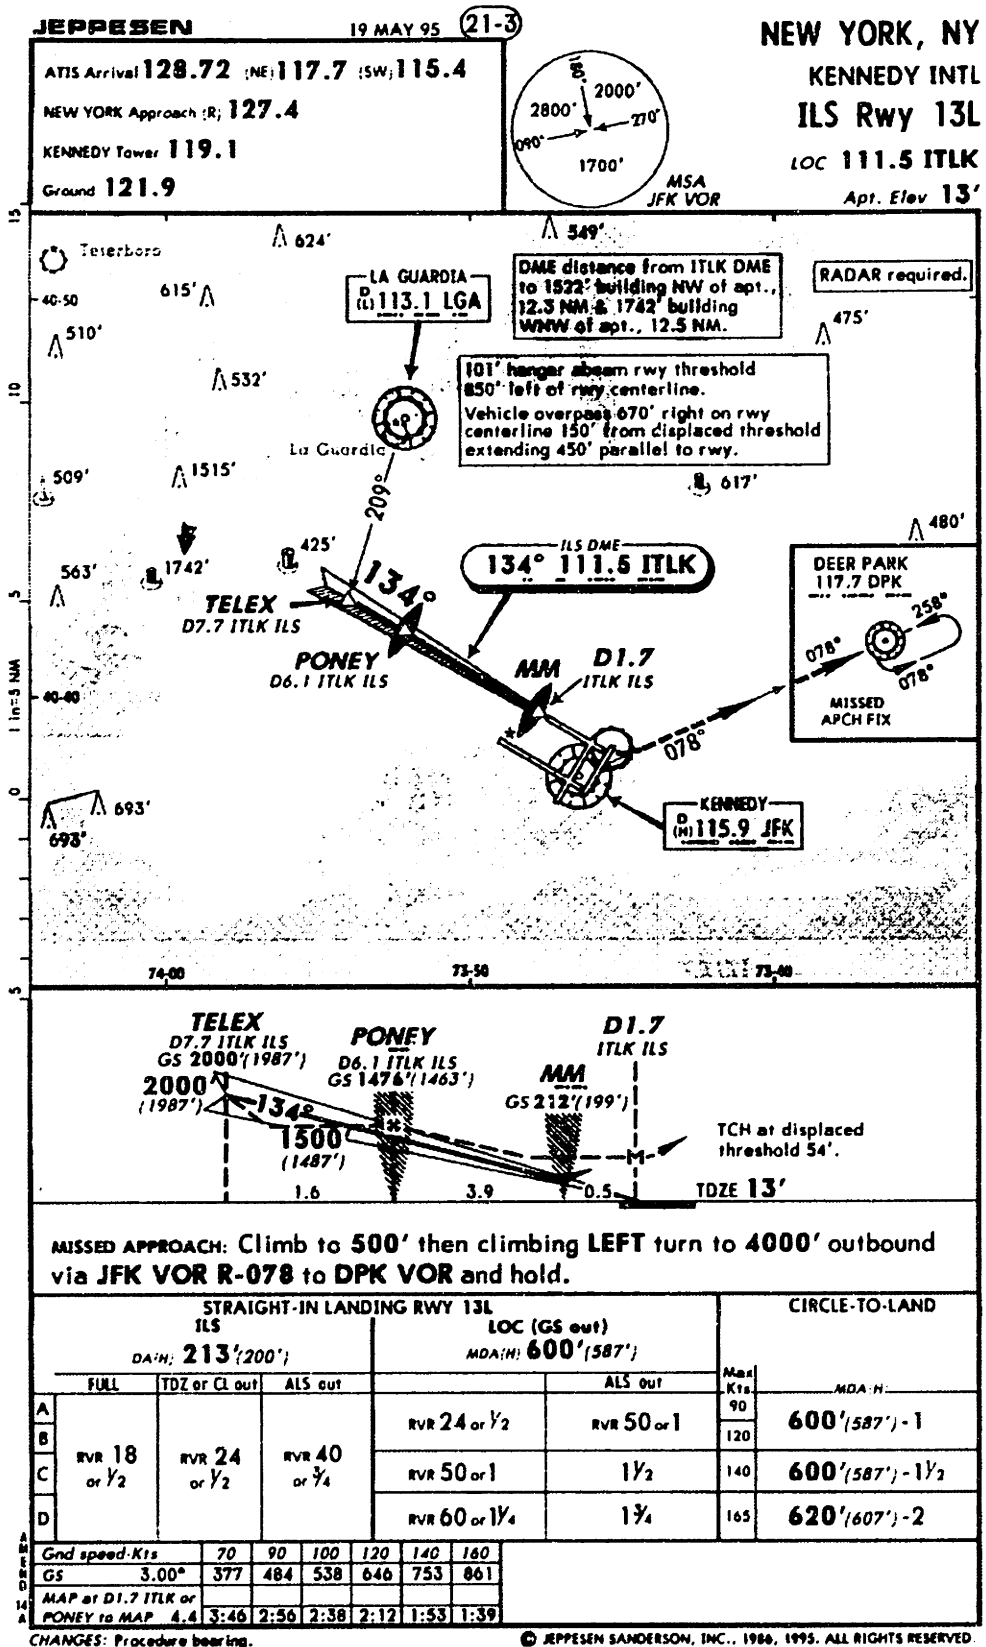 JEPPESEN
19 MAY 95
21-3
NEW YORK, NY
KENNEDY INTL
ILS Rwy 13L
LOC 111.5 ITLK
Apt. Elev 13'
ATIS Arrival 128.72 (NE) 117.7 (SW) 115.4
NEW YORK Approach (R) 127.4
KENNEDY Tower 119.1
Ground 121.9
180°
2000'
2800'
270°
090°
1700'
MSA
JFK VOR
15
Teterboro
624'
549'
LA GUARDIA
D
(L) 113.1 LGA
DME distance from ITLK DME
to 1522' building NW of apt.,
12.3 NM & 1742' building
WNW of apt., 12.5 NM.
RADAR required.
40-50
615'
510'
475'
532'
101' hanger abeam rwy threshold
850' left of rwy centerline.
Vehicle overpass 670' right on rwy
centerline 150' from displaced threshold
extending 450' parallel to rwy.
10
La Guardia
509'
1515'
617'
209°
480'
425'
1742'
563'
134°
ILS DME
134° 111.5 ITLK
DEER PARK
117.7 DPK
258°
078°
078°
MISSED
APCH FIX
5
TELEX
D7.7 ITLK ILS
PONEY
D6.1 ITLK ILS
MM
D1.7
ITLK ILS
40-40
1 in=5 NM
078°
0
693'
693'
KENNEDY
D
(H) 115.9 JFK
74-00
73-50
73-40
5
TELEX
D7.7 ITLK ILS
GS 2000'(1987')
2000'
(1987')
PONEY
D6.1 ITLK ILS
GS 1476'(1463')
D1.7
ITLK ILS
MM
GS 212'(199')
134°
1500'
(1487')
TCH at displaced
threshold 54'.
M
1.6
3.9
0.5
TDZE 13'
MISSED APPROACH: Climb to 500' then climbing LEFT turn to 4000' outbound
via JFK VOR R-078 to DPK VOR and hold.
STRAIGHT-IN LANDING RWY 13L
CIRCLE-TO-LAND
ILS
LOC (GS out)
DA(H) 213'(200')
MDA(H) 600'(587')
FULL
TDZ or CL out
ALS out
ALS out
Max Kts
MDA(H)
A
B
C
D
RVR 18 or 1/2
RVR 24 or 1/2
RVR 40 or 3/4
RVR 24 or 1/2
RVR 50 or 1
90
120
600'(587')-1
RVR 50 or 1
1 1/2
140
600'(587')-1 1/2
RVR 60 or 1 1/4
1 3/4
165
620'(607')-2
Gnd speed-Kts 70 90 100 120 140 160
GS 3.00° 377 484 538 646 753 861
MAP at D1.7 ITLK or
PONEY to MAP 4.4 3:46 2:56 2:38 2:12 1:53 1:39
AMEND 14 A
CHANGES: Procedure bearing.
© JEPPESEN SANDERSON, INC., 1986, 1995. ALL RIGHTS RESERVED.